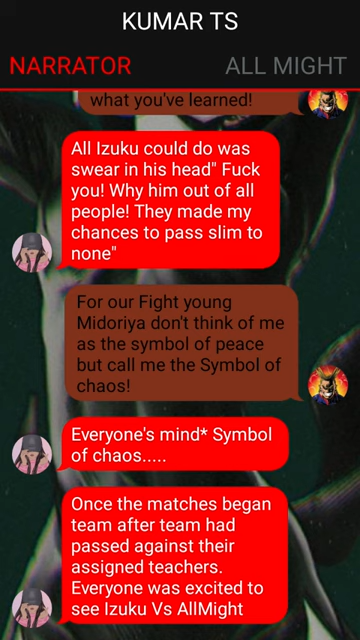 KUMAR TS
NARRATOR
ALL MIGHT
what you've learned!
All Izuku could do was
swear in his head" Fuck
you! Why him out of all
people! They made my
chances to pass slim to
none"
For our Fight young
Midoriya don't think of me
as the symbol of peace
but call me the Symbol of
chaos!
Everyone's mind* Symbol
of chaos.....
Once the matches began
team after team had
passed against their
assigned teachers.
Everyone was excited to
see Izuku Vs AllMight